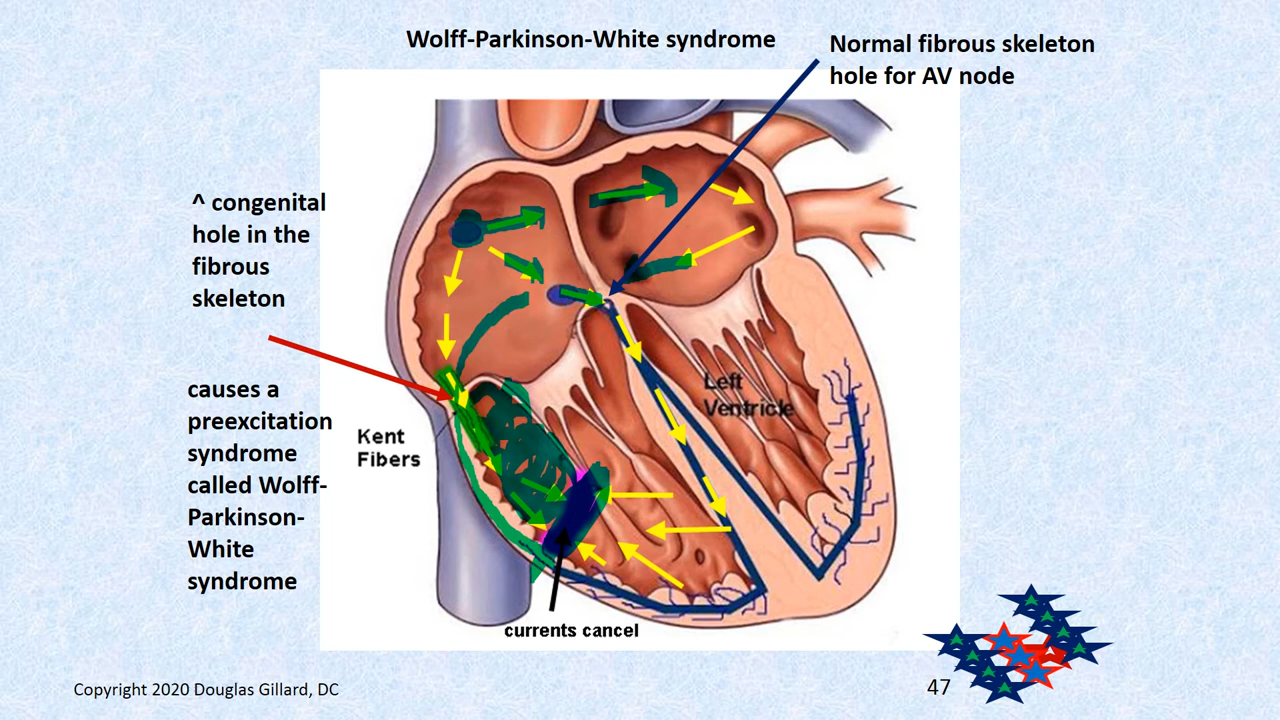 Wolff-Parkinson-White syndrome
Normal fibrous skeleton
hole for AV node
^ congenital
hole in the
fibrous
skeleton
causes a
preexcitation
syndrome
called Wolff-
Parkinson-
White
syndrome
Kent
Fibers
Left
Ventricle
currents cancel
Copyright 2020 Douglas Gillard, DC
47